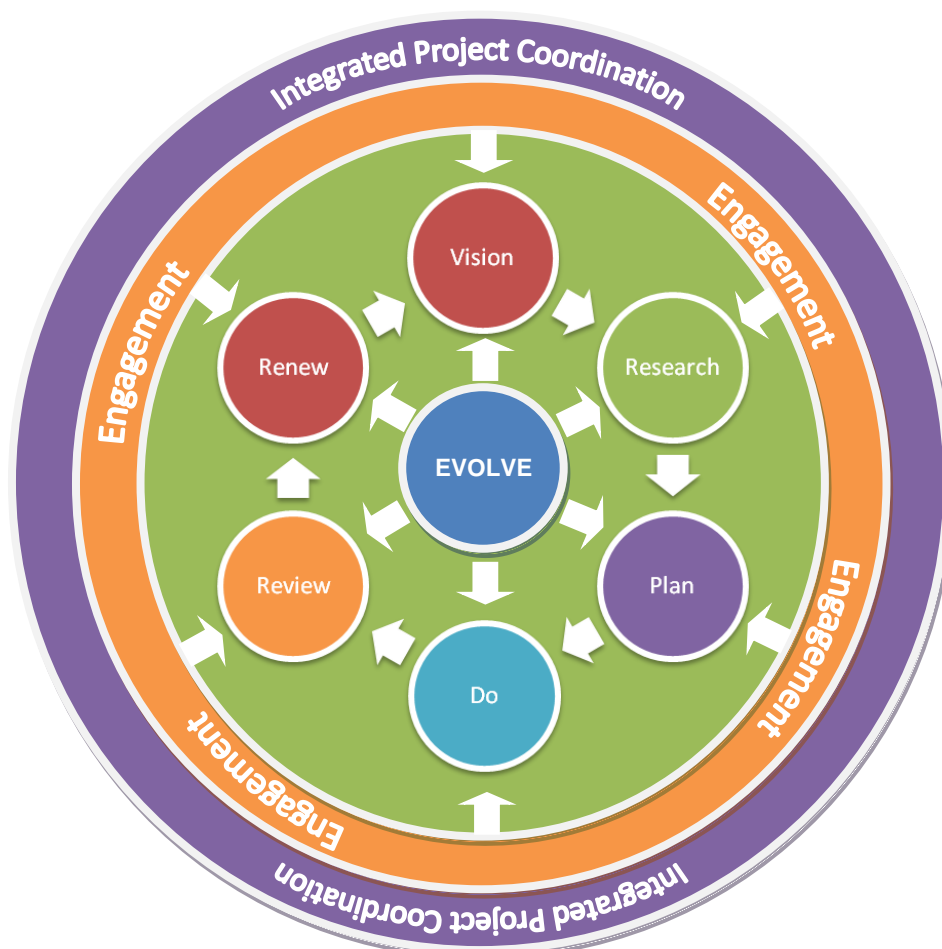 Integrated Project Coordination
Engagement
Engagement
Vision
Renew
Research
EVOLVE
Review
Plan
Do
Engagement
Engagement
Integrated Project Coordination